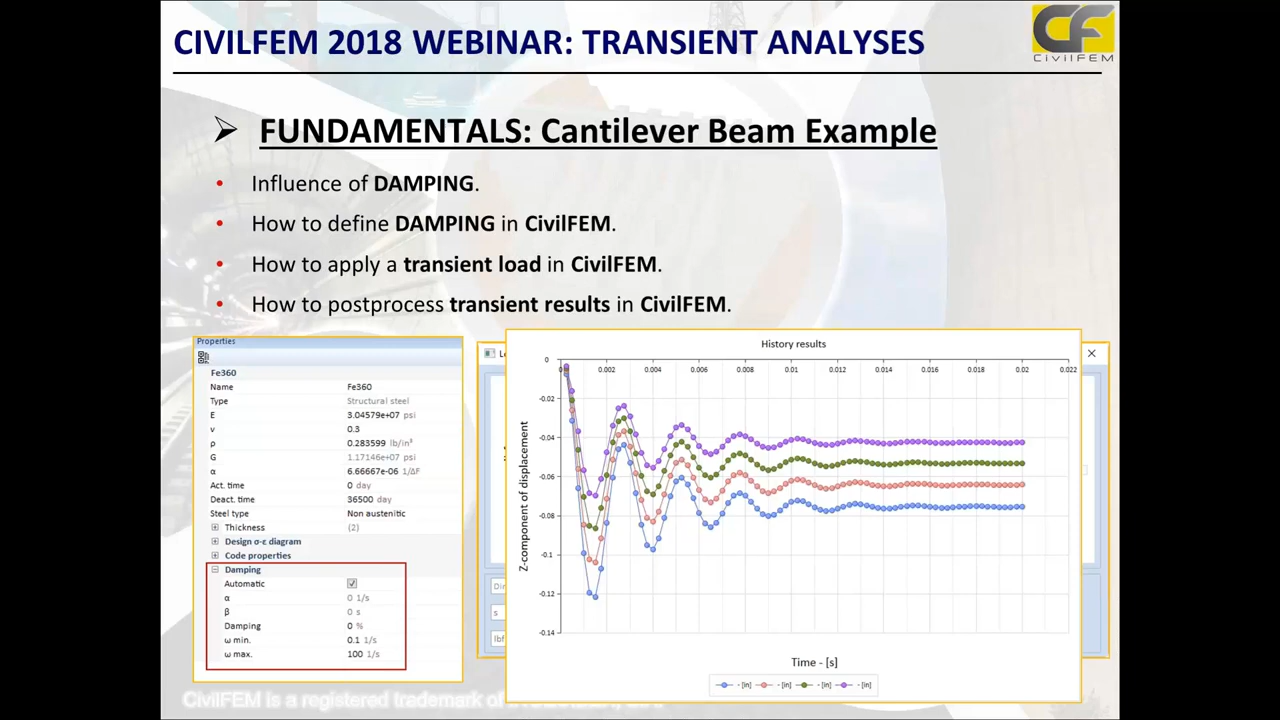 CIVILFEM 2018 WEBINAR: TRANSIENT ANALYSES
CF
CivilFEM
➢ FUNDAMENTALS: Cantilever Beam Example
• Influence of DAMPING.
• How to define DAMPING in CivilFEM.
• How to apply a transient load in CivilFEM.
• How to postprocess transient results in CivilFEM.
Properties
Fe360
Name Fe360
Type Structural steel
E 3.04579e+07 psi
ν 0.3
ρ 0.283599 lb/in³
G 1.17146e+07 psi
α 6.66667e-06 1/ΔF
Act. time 0 day
Deact. time 36500 day
Steel type Non austenitic
Thickness (2)
Design σ-ε diagram
Code properties
Damping
Automatic
α 0 1/s
β 0 s
Damping 0 %
ω min. 0.1 1/s
ω max. 100 1/s
s
lbf
History results
0 0.002 0.004 0.006 0.008 0.01 0.012 0.014 0.016 0.018 0.02 0.022
-0.02
-0.04
-0.06
-0.08
-0.1
-0.12
-0.14
Z-component of displacement
Time - [s]
- [in] - [in] - [in] - [in]
CivilFEM is a registered trademark of